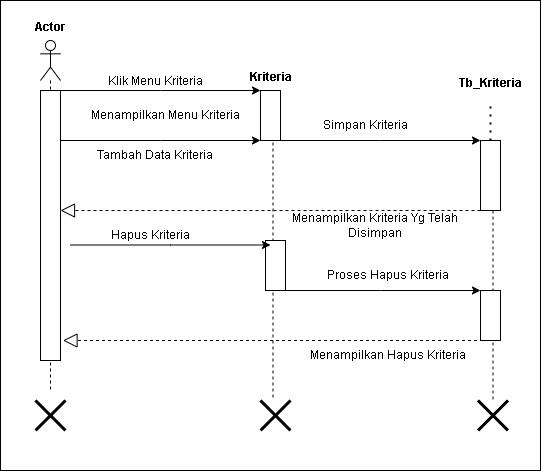 Actor
Kriteria
Tb_Kriteria
Klik Menu Kriteria
Menampilkan Menu Kriteria
Simpan Kriteria
Tambah Data Kriteria
Menampilkan Kriteria Yg Telah
Disimpan
Hapus Kriteria
Proses Hapus Kriteria
Menampilkan Hapus Kriteria